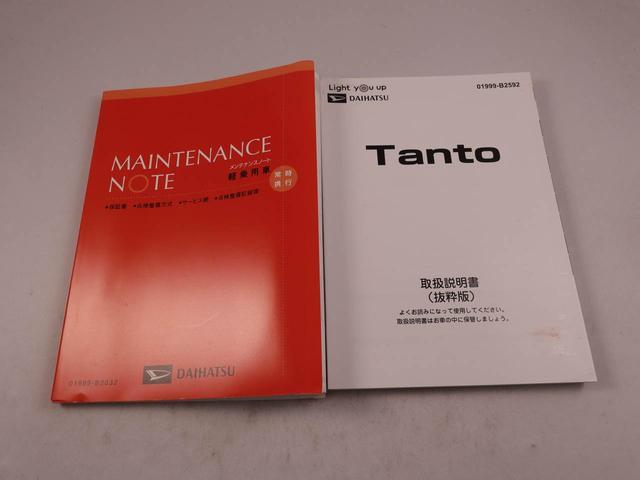 MAINTENANCE
NOTE
メンテナンスノート
軽乗用車
常時
携行
●保証書 ●点検整備方式 ●サービス網 ●点検整備記録簿
DAIHATSU
01999-B2032
Light you up
DAIHATSU
01999-B2592
Tanto
取扱説明書
（抜粋版）
よくお読みになって使用してください。
取扱説明書はお車の中に保管しましょう。